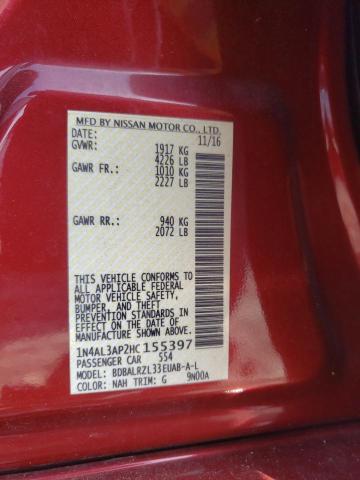 MFD BY NISSAN MOTOR CO., LTD.
DATE: 11/16
GVWR: 1917 KG
4226 LB
GAWR FR.: 1010 KG
2227 LB
GAWR RR.: 940 KG
2072 LB
THIS VEHICLE CONFORMS TO
ALL APPLICABLE FEDERAL
MOTOR VEHICLE SAFETY,
BUMPER, AND THEFT
PREVENTION STANDARDS
IN EFFECT ON THE DATE OF
MANUFACTURE SHOWN ABOVE.
1N4AL3AP2HC155397
PASSENGER CAR 554
MODEL: BDBALRZL33EUAB-A-L
COLOR: NAH TRIM: G 9N00A